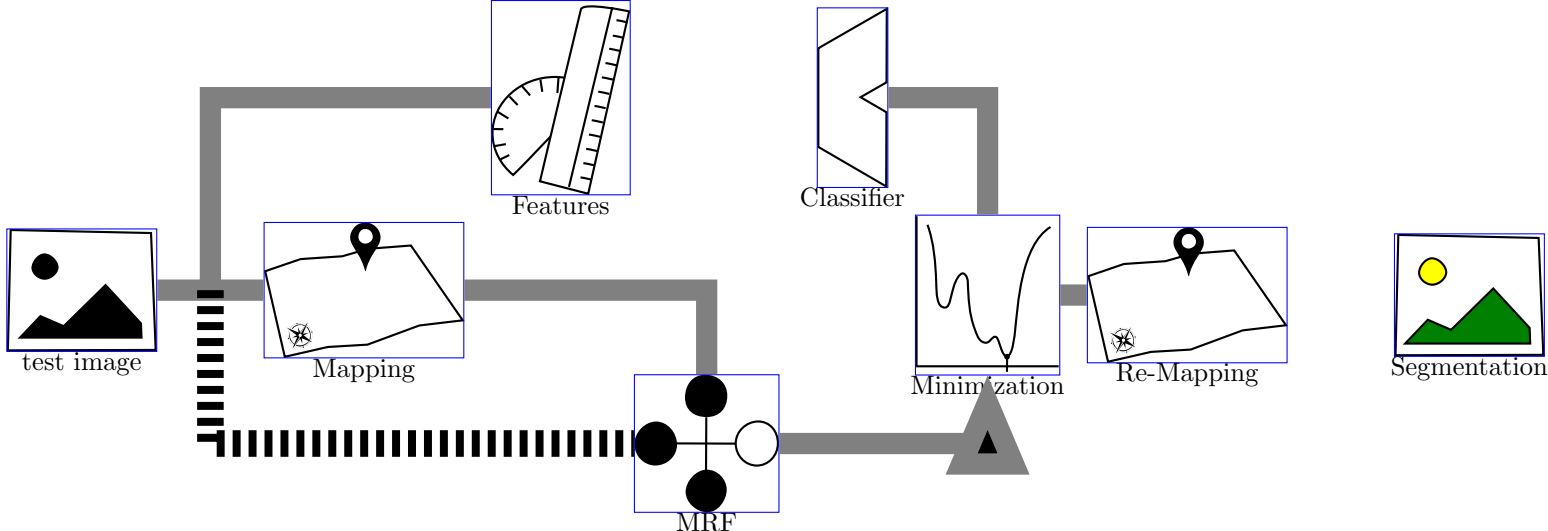 Features
Classifier
test image
Mapping
Minimization
Re-Mapping
Segmentation
MRF